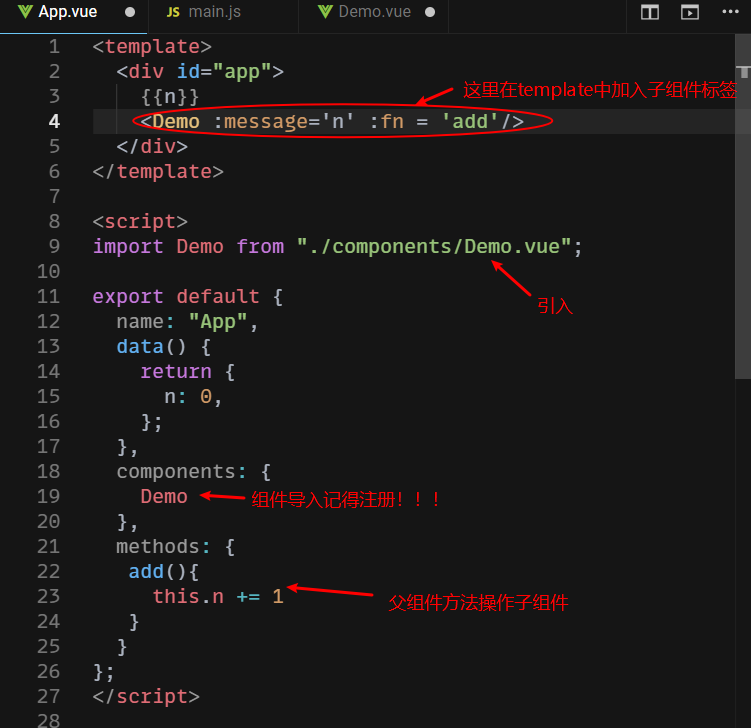 App.vue JS main.js Demo.vue
1 <template>
2 <div id="app">
3 {{n}}
这里在template中加入子组件标签
4 <Demo :message='n' :fn = 'add'/>
5 </div>
6 </template>
7
8 <script>
9 import Demo from "./components/Demo.vue";
10
引入
11 export default {
12 name: "App",
13 data() {
14 return {
15 n: 0,
16 };
17 },
18 components: {
19 Demo 组件导入记得注册！！！
20 },
21 methods: {
22 add(){
23 this.n += 1 父组件方法操作子组件
24 }
25 }
26 };
27 </script>
28